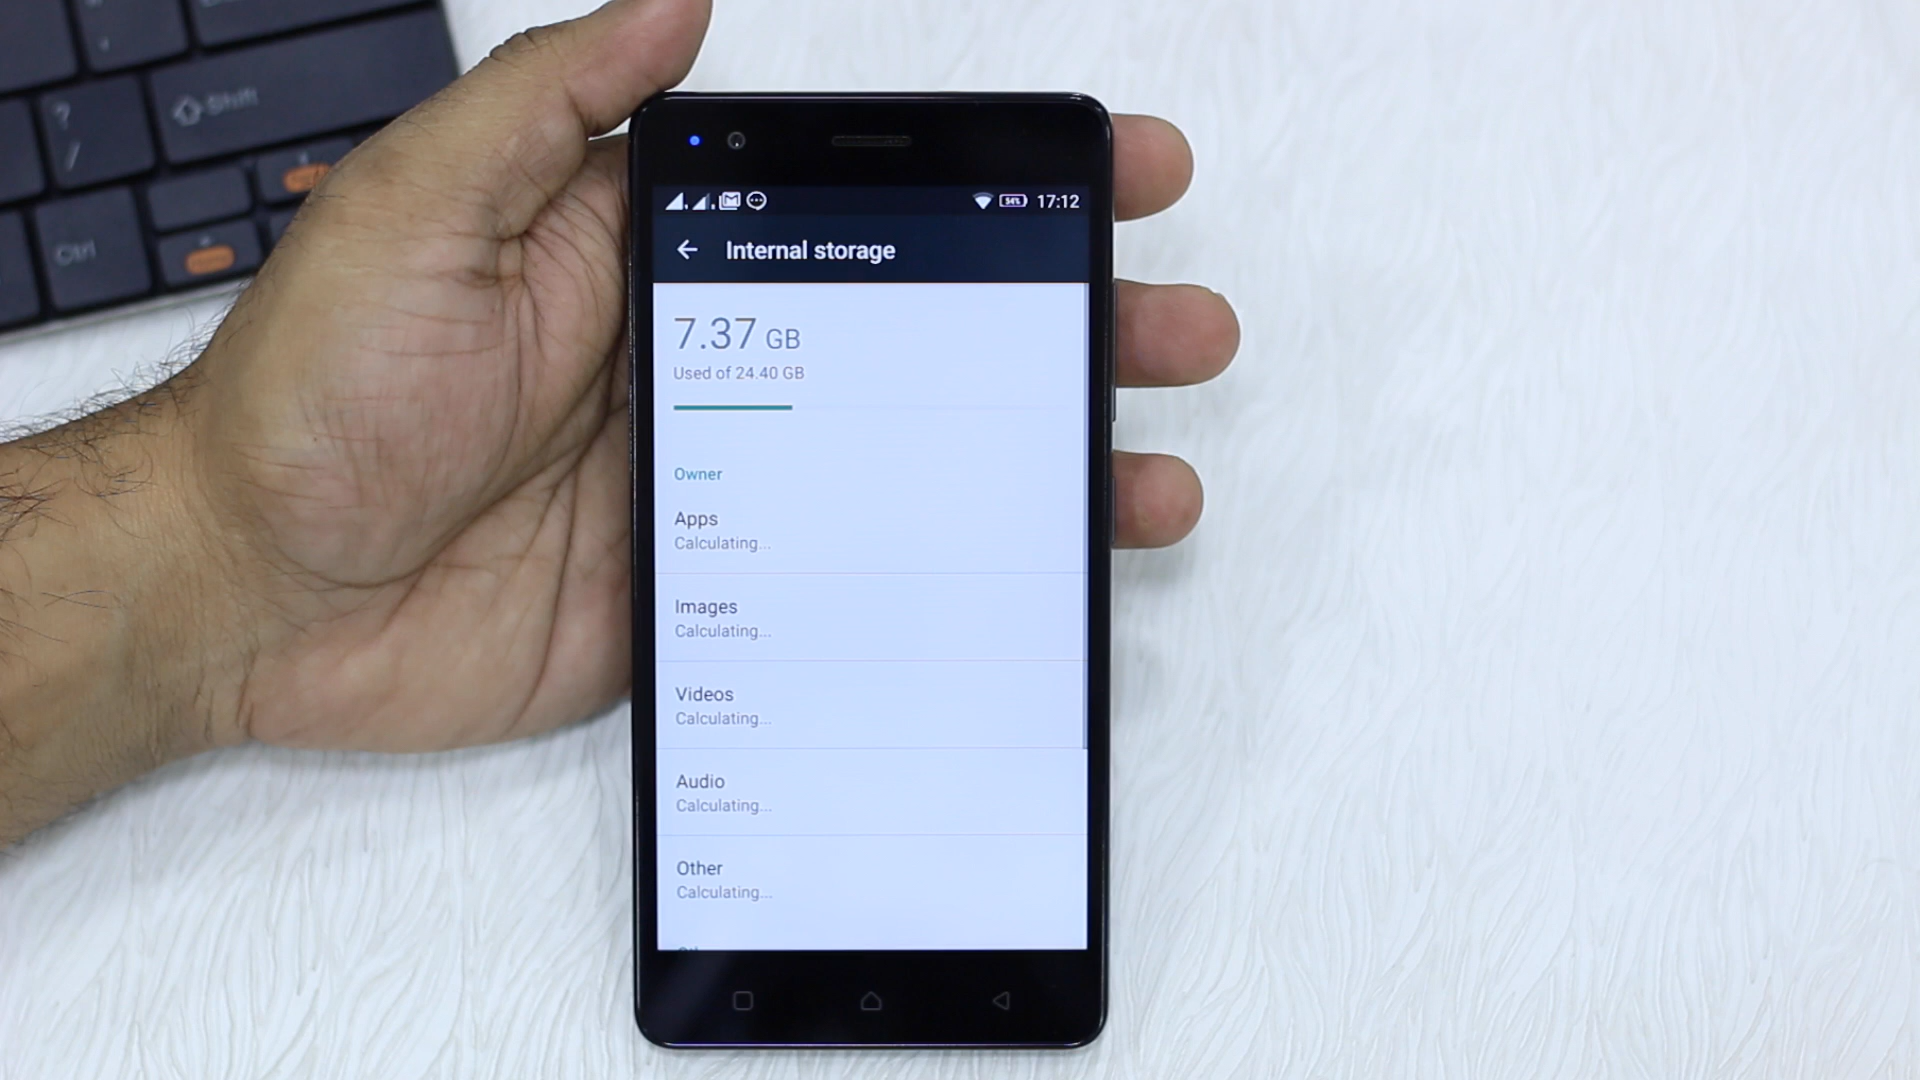 ?
/
Shift
Ctrl
54%
17:12
Internal storage
7.37 GB
Used of 24.40 GB
Owner
Apps
Calculating...
Images
Calculating...
Videos
Calculating...
Audio
Calculating...
Other
Calculating...